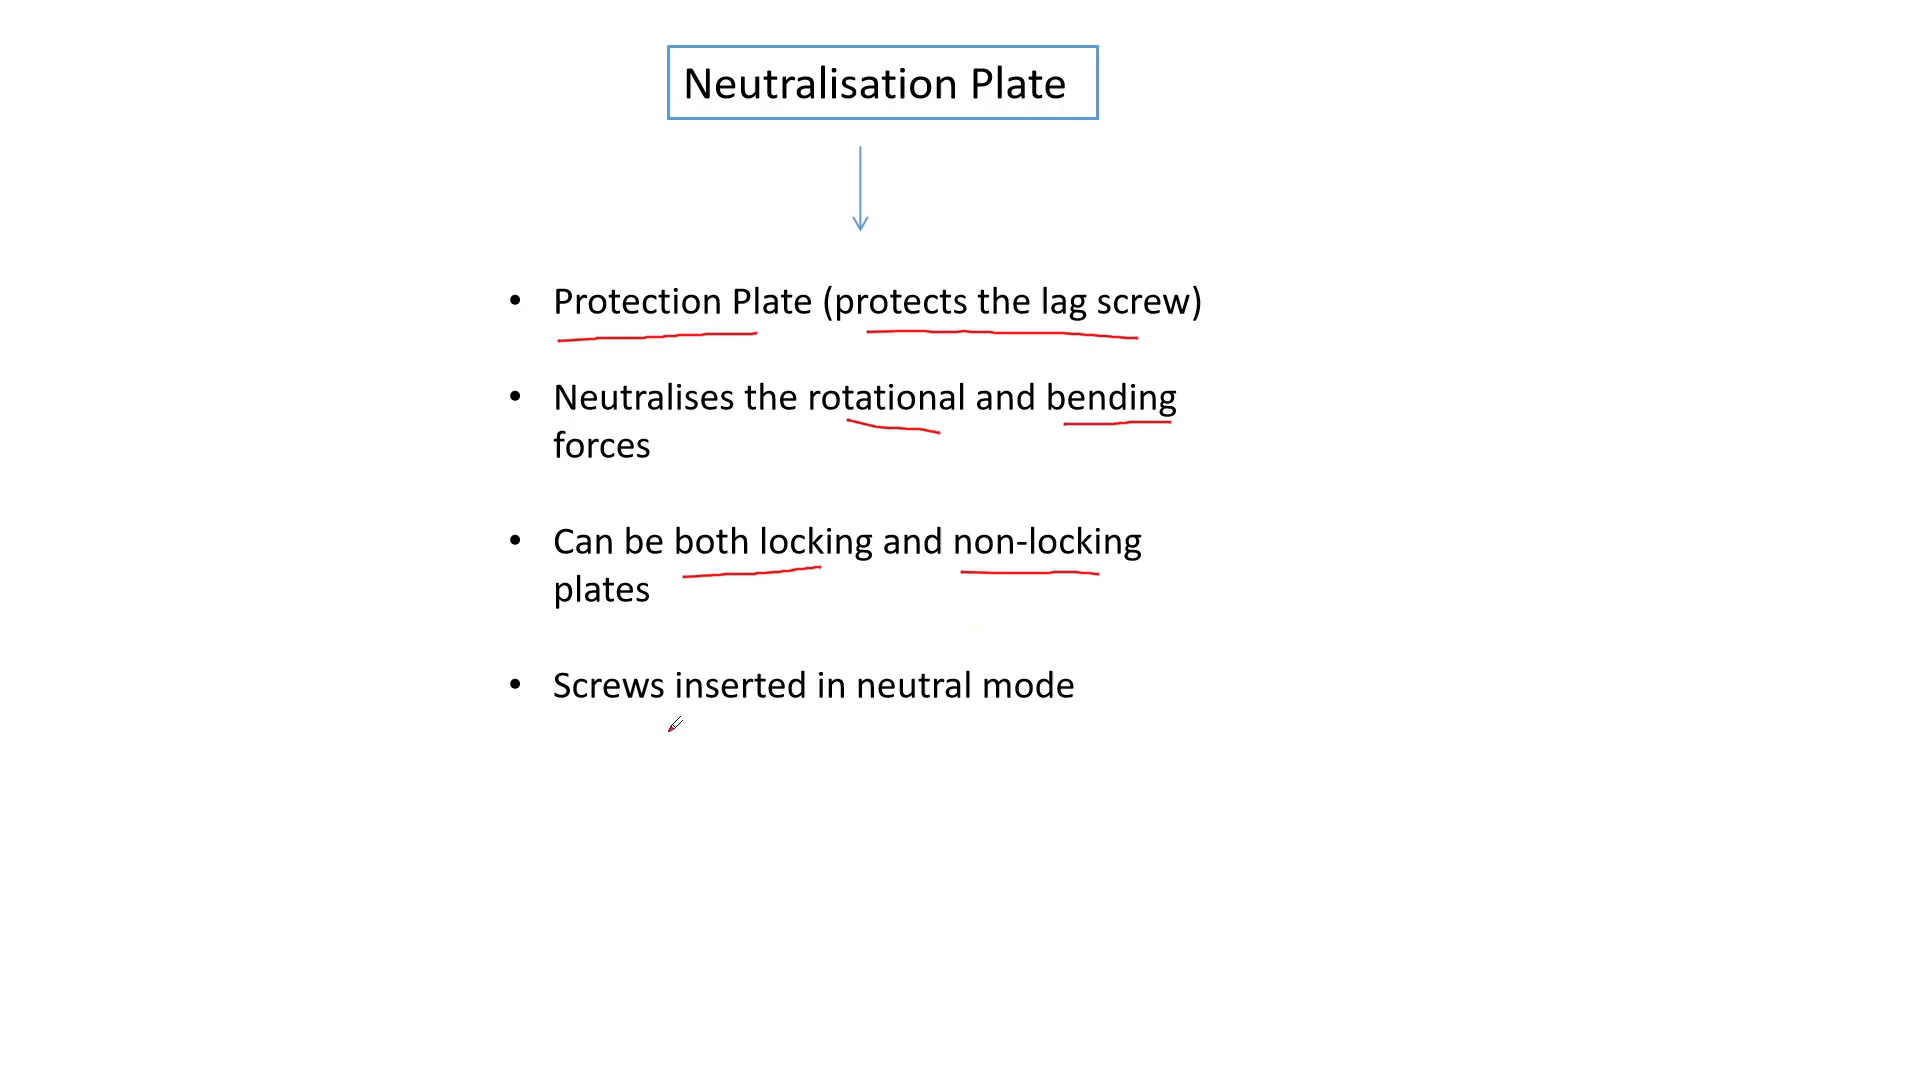 Neutralisation Plate
• Protection Plate (protects the lag screw)
• Neutralises the rotational and bending
forces
• Can be both locking and non-locking
plates
• Screws inserted in neutral mode